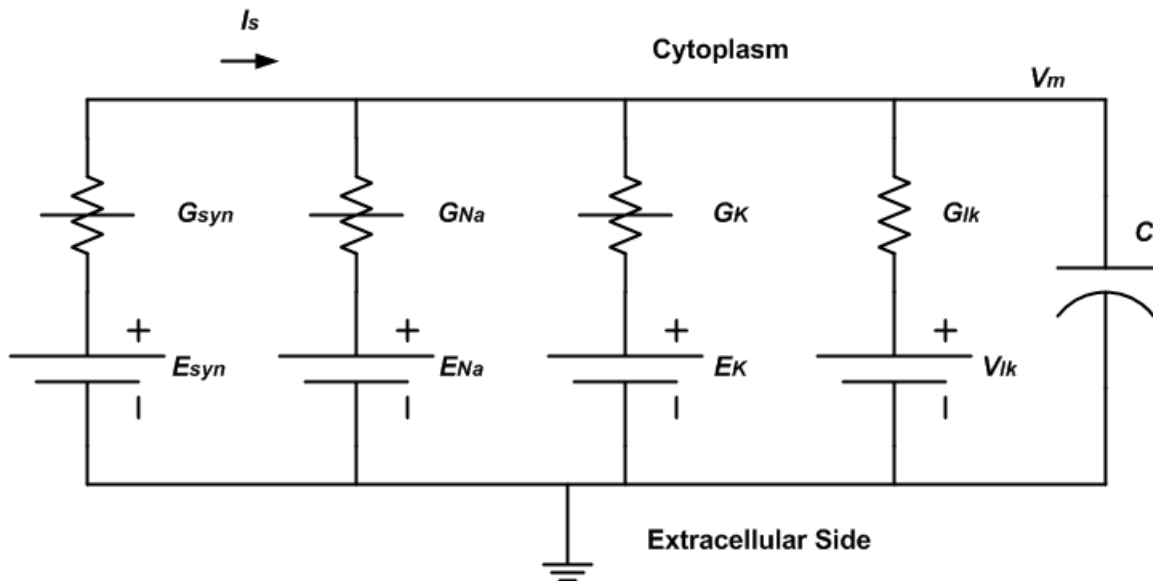 Is
Cytoplasm
Vm
Gsyn
GNa
GK
Glk
C
+
+
+
+
Esyn
ENa
EK
Vlk
Extracellular Side